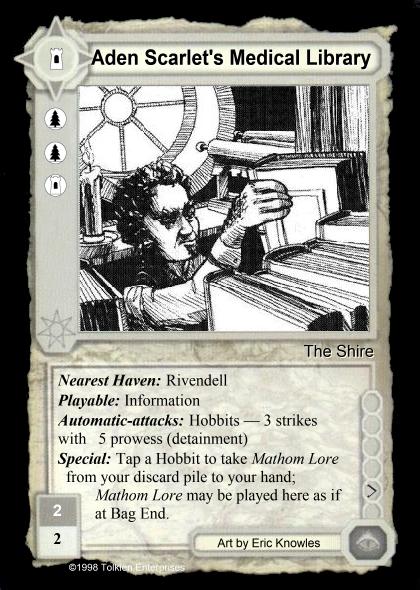 Aden Scarlet's Medical Library
The Shire
Nearest Haven: Rivendell
Playable: Information
Automatic-attacks: Hobbits — 3 strikes
with 5 prowess (detainment)
Special: Tap a Hobbit to take Mathom Lore
from your discard pile to your hand;
Mathom Lore may be played here as if
at Bag End.
2
2
Art by Eric Knowles
©1998 Tolkien Enterprises